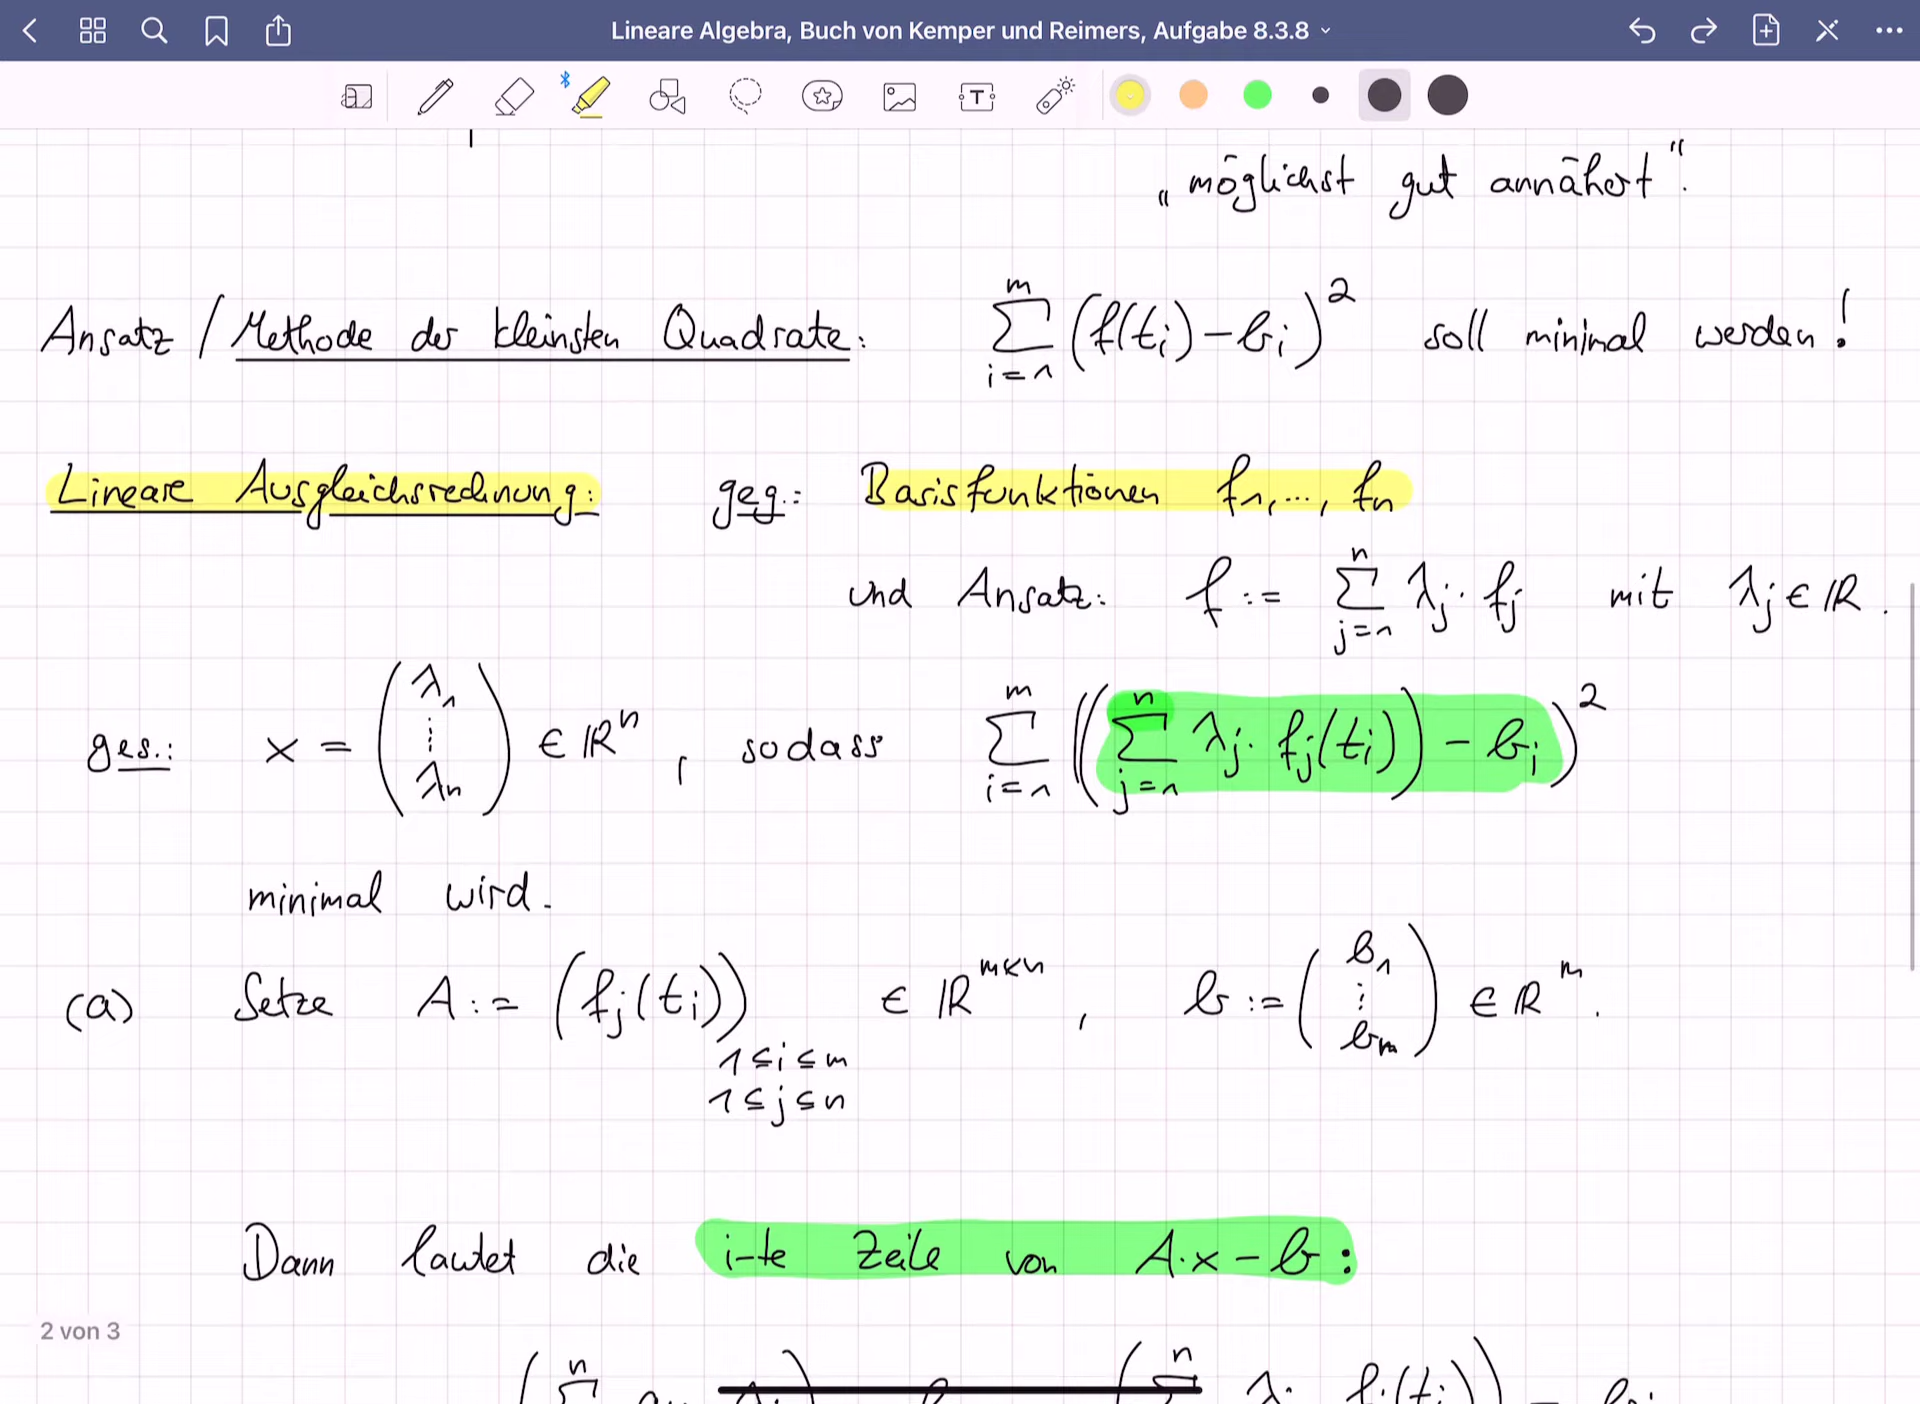 Lineare Algebra, Buch von Kemper und Reimers, Aufgabe 8.3.8
„möglichst gut annähert“.
Ansatz / Methode der kleinsten Quadrate: ∑_{i=1}^{m} (f(t_i) − b_i)² soll minimal werden!
Lineare Ausgleichsrechnung: geg.: Basisfunktionen f_1, ..., f_n
und Ansatz: f := ∑_{j=1}^{n} λ_j · f_j mit λ_j ∈ ℝ.
ges.: x = (λ_1 ⋮ λ_n) ∈ ℝ^n, sodass ∑_{i=1}^{m} ((∑_{j=1}^{n} λ_j · f_j(t_i)) − b_i)²
minimal wird.
(a) Setze A := (f_j(t_i))_{1≤i≤m, 1≤j≤n} ∈ ℝ^{m×n}, b := (b_1 ⋮ b_m) ∈ ℝ^m.
Dann lautet die i-te Zeile von A·x − b:
2 von 3